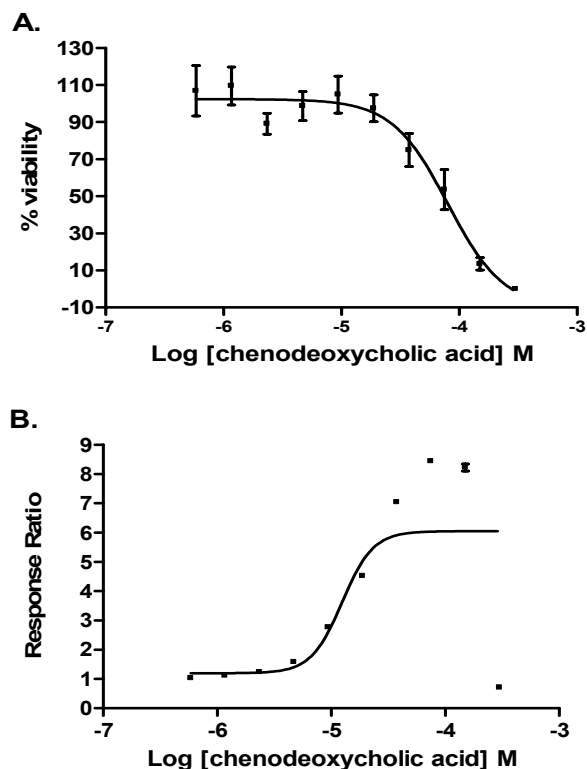 A.
130
110
90
70
50
30
10
-10
% viability
-7 -6 -5 -4 -3
Log [chenodeoxycholic acid] M
B.
9
8
7
6
5
4
3
2
1
0
Response Ratio
-7 -6 -5 -4 -3
Log [chenodeoxycholic acid] M